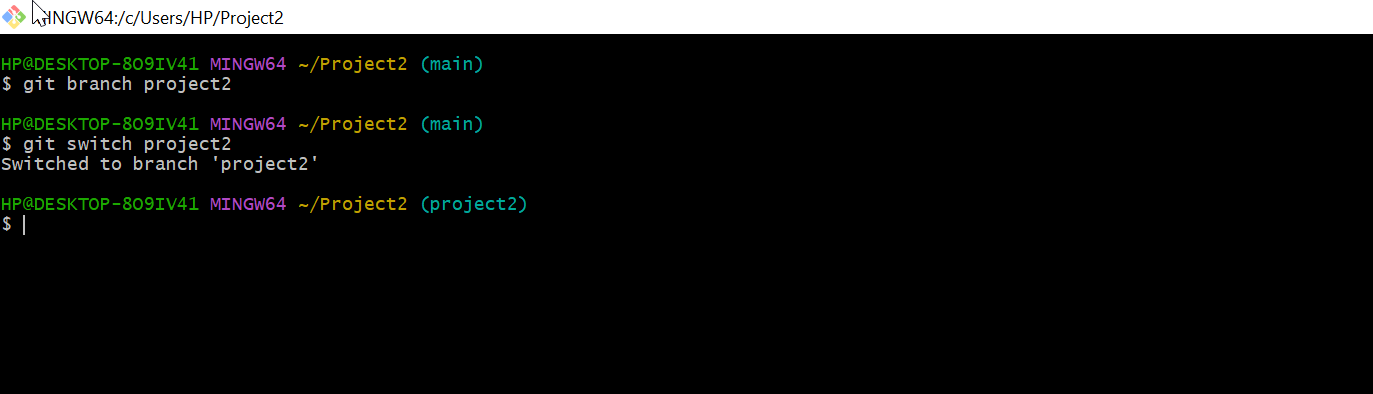 INGW64:/c/Users/HP/Project2
HP@DESKTOP-8O9IV41 MINGW64 ~/Project2 (main)
$ git branch project2
HP@DESKTOP-8O9IV41 MINGW64 ~/Project2 (main)
$ git switch project2
Switched to branch 'project2'
HP@DESKTOP-8O9IV41 MINGW64 ~/Project2 (project2)
$